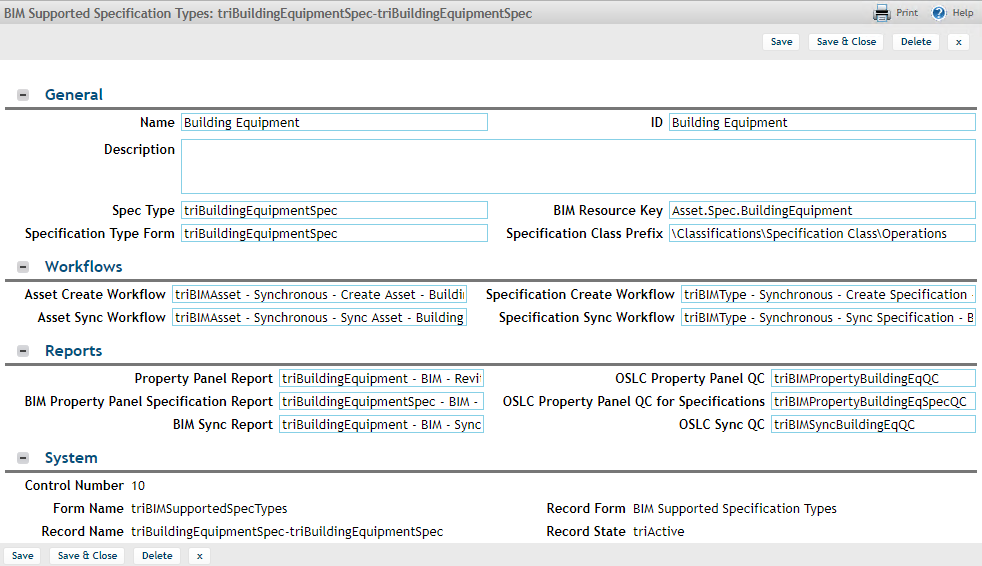 BIM Supported Specification Types: triBuildingEquipmentSpec-triBuildingEquipmentSpec Print Help
Save Save & Close Delete x
General
Name Building Equipment ID Building Equipment
Description
Spec Type triBuildingEquipmentSpec BIM Resource Key Asset.Spec.BuildingEquipment
Specification Type Form triBuildingEquipmentSpec Specification Class Prefix \Classifications\Specification Class\Operations
Workflows
Asset Create Workflow triBIMAsset - Synchronous - Create Asset - Buildi Specification Create Workflow triBIMType - Synchronous - Create Specification -
Asset Sync Workflow triBIMAsset - Synchronous - Sync Asset - Building Specification Sync Workflow triBIMType - Synchronous - Sync Specification - B
Reports
Property Panel Report triBuildingEquipment - BIM - Revi OSLC Property Panel QC triBIMPropertyBuildingEqQC
BIM Property Panel Specification Report triBuildingEquipmentSpec - BIM - OSLC Property Panel QC for Specifications triBIMPropertyBuildingEqSpecQC
BIM Sync Report triBuildingEquipment - BIM - Sync OSLC Sync QC triBIMSyncBuildingEqQC
System
Control Number 10
Form Name triBIMSupportedSpecTypes Record Form BIM Supported Specification Types
Record Name triBuildingEquipmentSpec-triBuildingEquipmentSpec Record State triActive
Save Save & Close Delete x